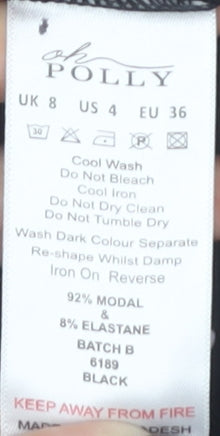 oh
POLLY
UK 8 US 4 EU 36
30
Cool Wash
Do Not Bleach
Cool Iron
Do Not Dry Clean
Do Not Tumble Dry
Wash Dark Colour Separate
Re-shape Whilst Damp
Iron On Reverse
92% MODAL
&
8% ELASTANE
BATCH B
6189
BLACK
KEEP AWAY FROM FIRE